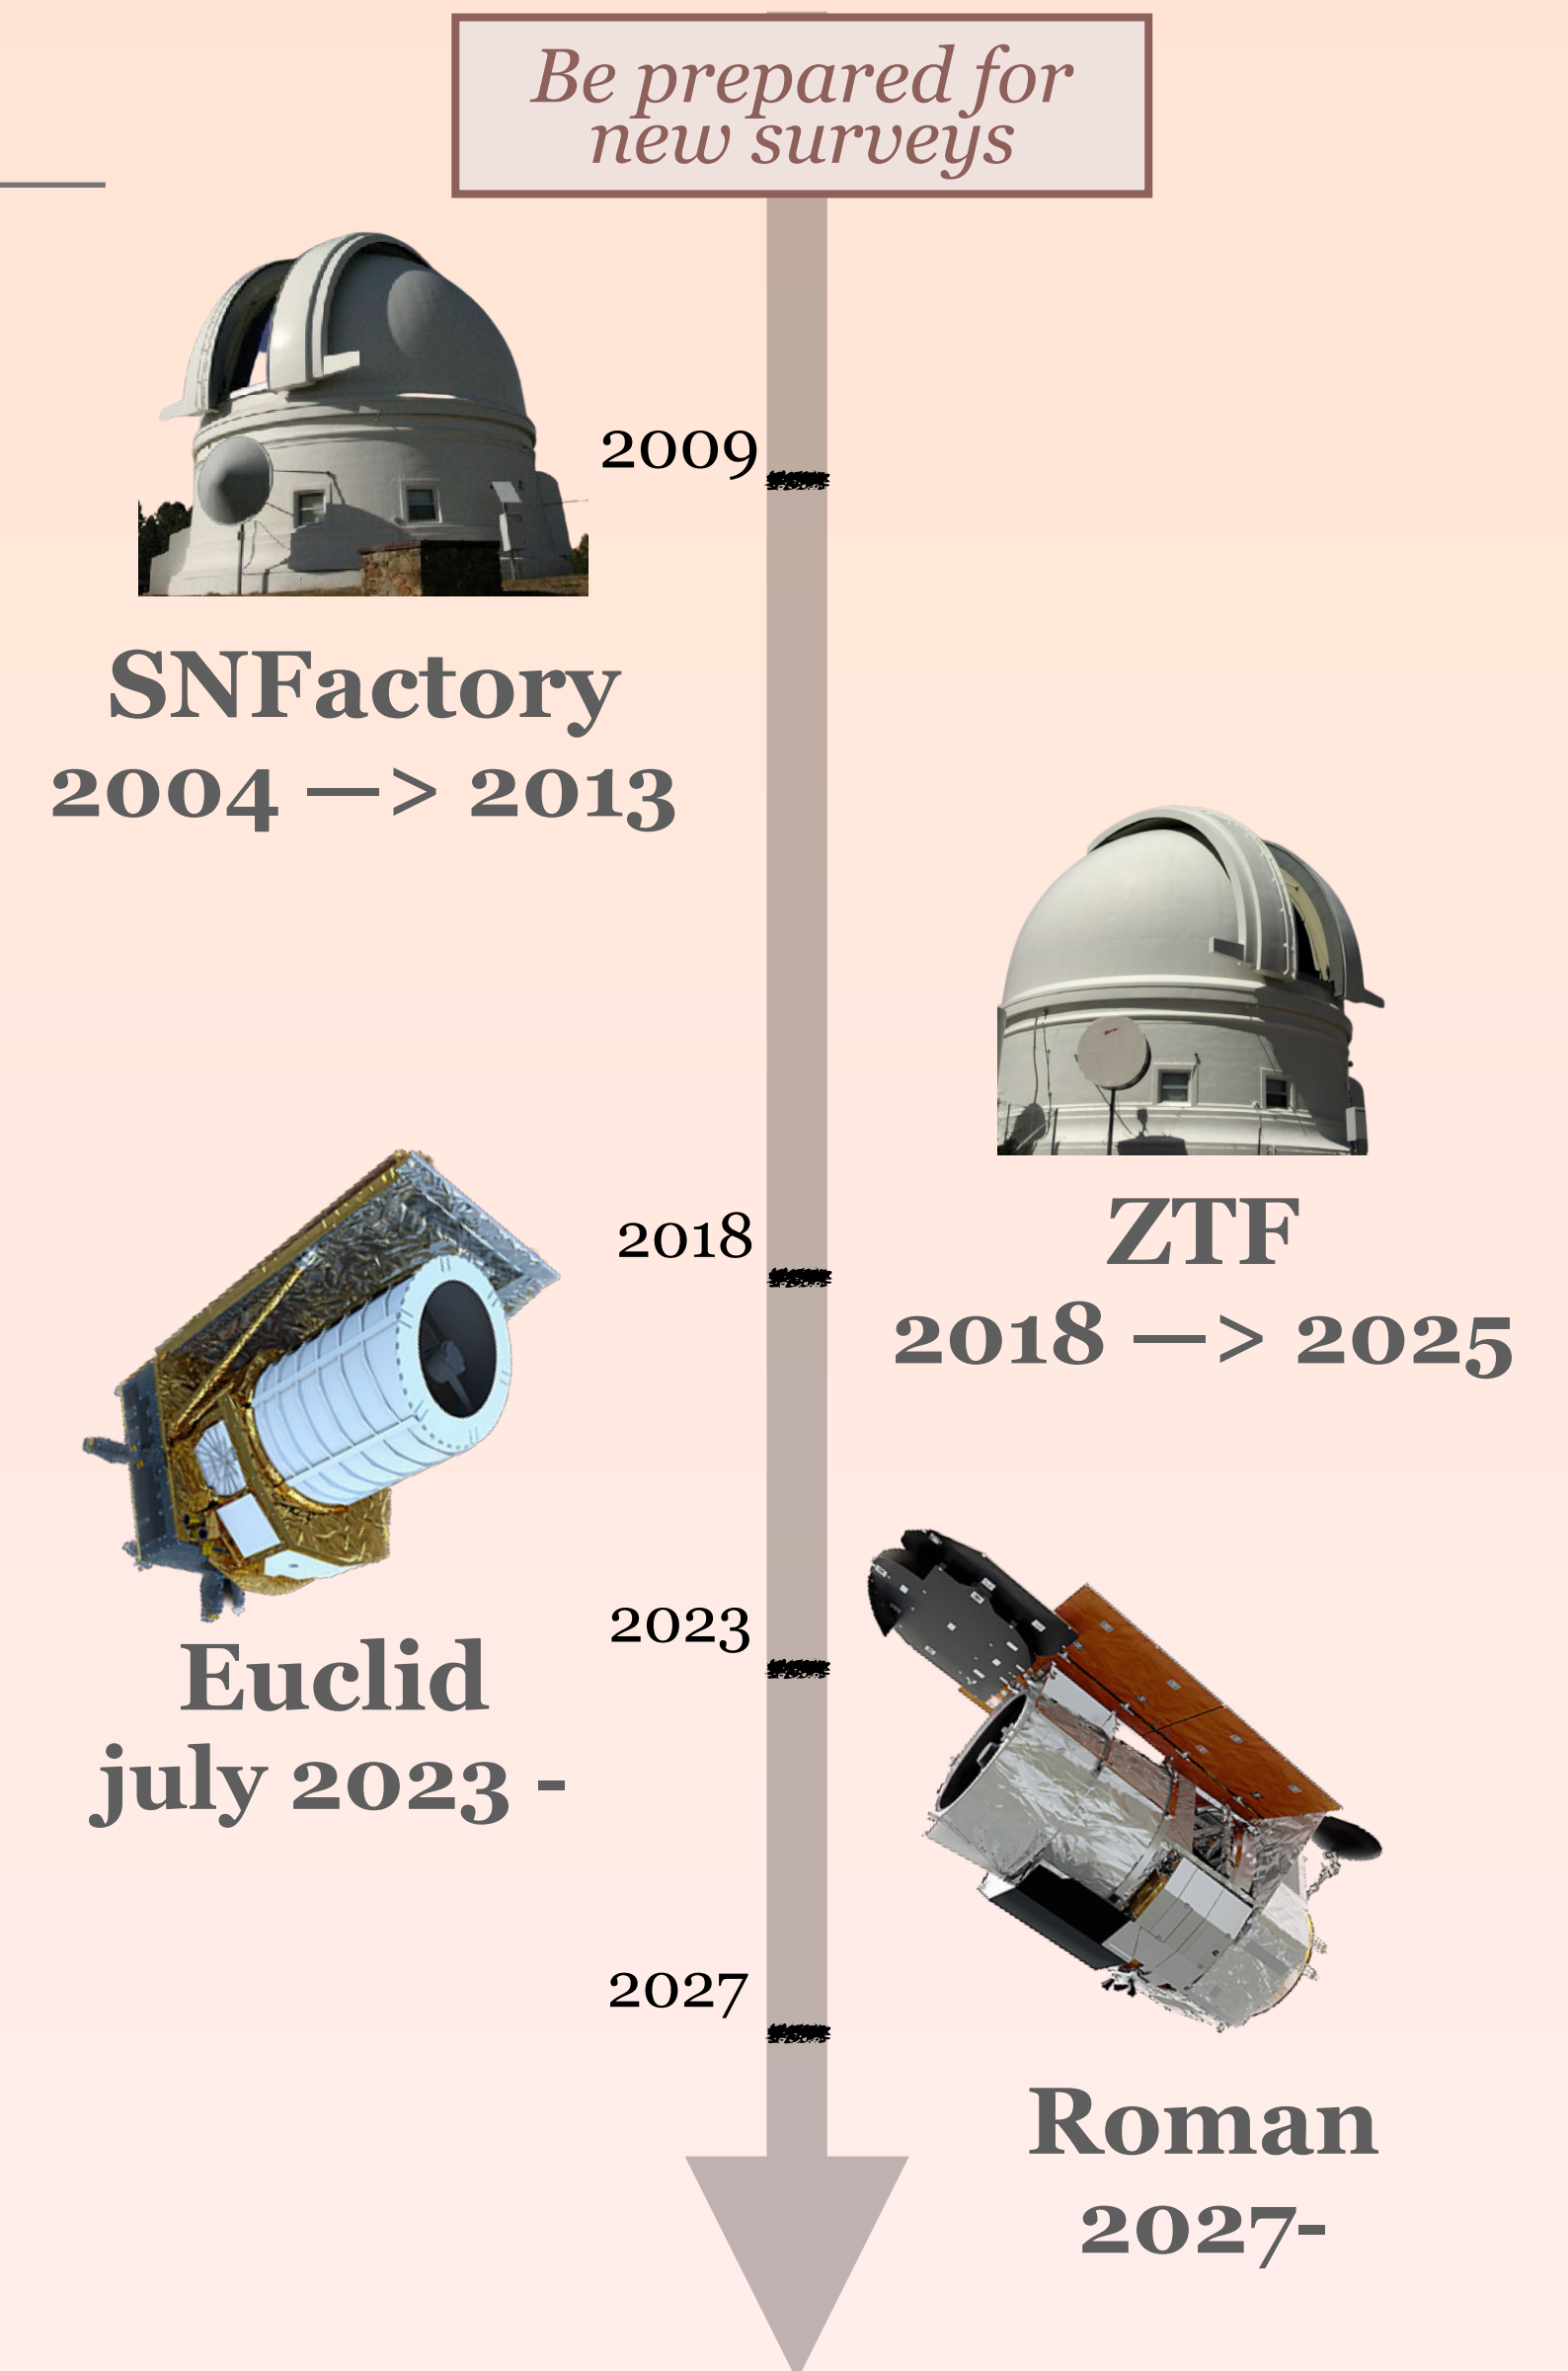 Be prepared for
new surveys
2009
SNFactory
2004 —> 2013
2018
ZTF
2018 —> 2025
2023
Euclid
july 2023 -
2027
Roman
2027-